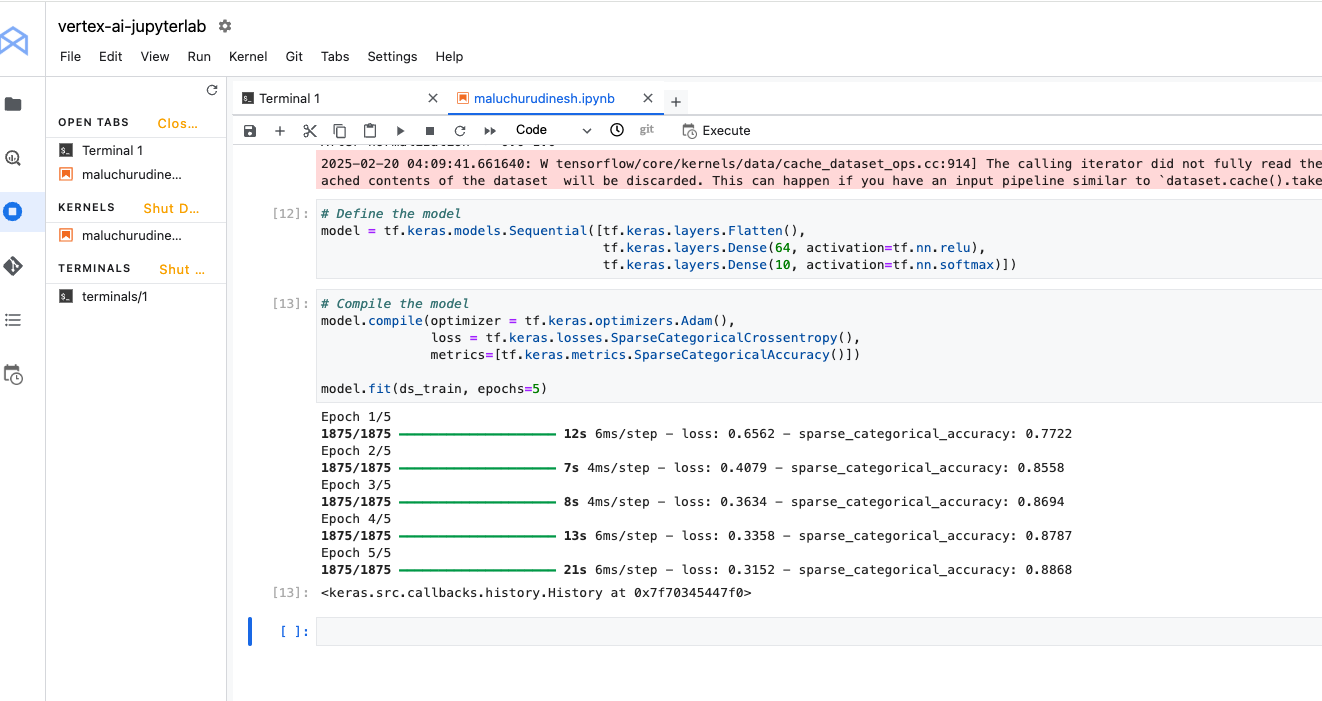 vertex-ai-jupyterlab
File Edit View Run Kernel Git Tabs Settings Help
OPEN TABS Clos...
Terminal 1
maluchurudine...
KERNELS Shut D...
maluchurudine...
TERMINALS Shut ...
terminals/1
Terminal 1
maluchurudinesh.ipynb
Code
git
Execute
2025-02-20 04:09:41.661640: W tensorflow/core/kernels/data/cache_dataset_ops.cc:914] The calling iterator did not fully read the
ached contents of the dataset will be discarded. This can happen if you have an input pipeline similar to `dataset.cache().take
[12]:
# Define the model
model = tf.keras.models.Sequential([tf.keras.layers.Flatten(),
tf.keras.layers.Dense(64, activation=tf.nn.relu),
tf.keras.layers.Dense(10, activation=tf.nn.softmax)])
[13]:
# Compile the model
model.compile(optimizer = tf.keras.optimizers.Adam(),
loss = tf.keras.losses.SparseCategoricalCrossentropy(),
metrics=[tf.keras.metrics.SparseCategoricalAccuracy()])
model.fit(ds_train, epochs=5)
Epoch 1/5
1875/1875 12s 6ms/step - loss: 0.6562 - sparse_categorical_accuracy: 0.7722
Epoch 2/5
1875/1875 7s 4ms/step - loss: 0.4079 - sparse_categorical_accuracy: 0.8558
Epoch 3/5
1875/1875 8s 4ms/step - loss: 0.3634 - sparse_categorical_accuracy: 0.8694
Epoch 4/5
1875/1875 13s 6ms/step - loss: 0.3358 - sparse_categorical_accuracy: 0.8787
Epoch 5/5
1875/1875 21s 6ms/step - loss: 0.3152 - sparse_categorical_accuracy: 0.8868
[13]: <keras.src.callbacks.history.History at 0x7f70345447f0>
[ ]: